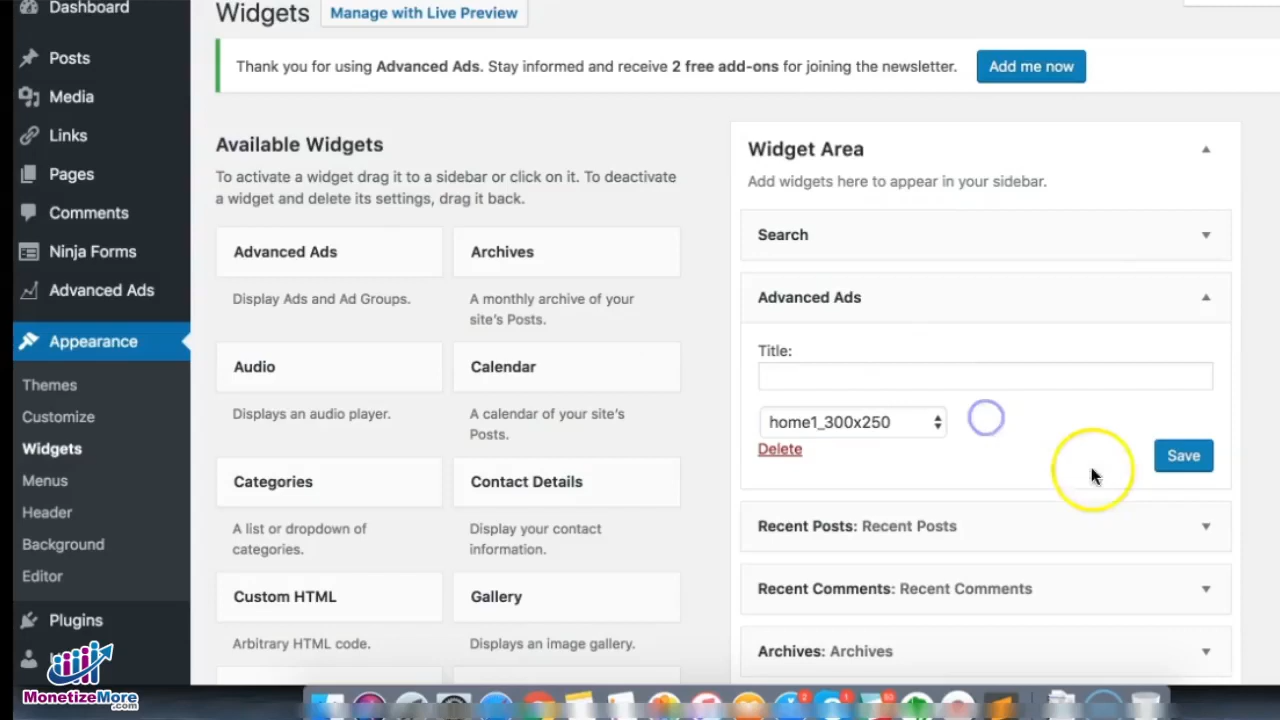 Dashboard
Posts
Media
Links
Pages
Comments
Ninja Forms
Advanced Ads
Appearance
Themes
Customize
Widgets
Menus
Header
Background
Editor
Plugins
MonetizeMore
.com
Widgets
Manage with Live Preview
Thank you for using Advanced Ads. Stay informed and receive 2 free add-ons for joining the newsletter.
Add me now
Available Widgets
To activate a widget drag it to a sidebar or click on it. To deactivate
a widget and delete its settings, drag it back.
Advanced Ads
Display Ads and Ad Groups.
Archives
A monthly archive of your
site's Posts.
Audio
Displays an audio player.
Calendar
A calendar of your site's
Posts.
Categories
A list or dropdown of
categories.
Contact Details
Display your contact
information.
Custom HTML
Arbitrary HTML code.
Gallery
Displays an image gallery.
Widget Area
Add widgets here to appear in your sidebar.
Search
Advanced Ads
Title:
home1_300x250
Delete
Save
Recent Posts: Recent Posts
Recent Comments: Recent Comments
Archives: Archives